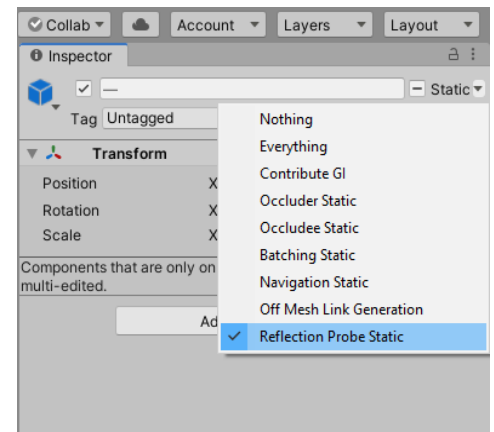 Collab Account Layers Layout
Inspector
— Static
Tag Untagged
Nothing
Everything
Transform
Contribute GI
Position X
Occluder Static
Rotation X
Occludee Static
Scale X
Batching Static
Components that are only on
multi-edited.
Navigation Static
Off Mesh Link Generation
Ad
Reflection Probe Static